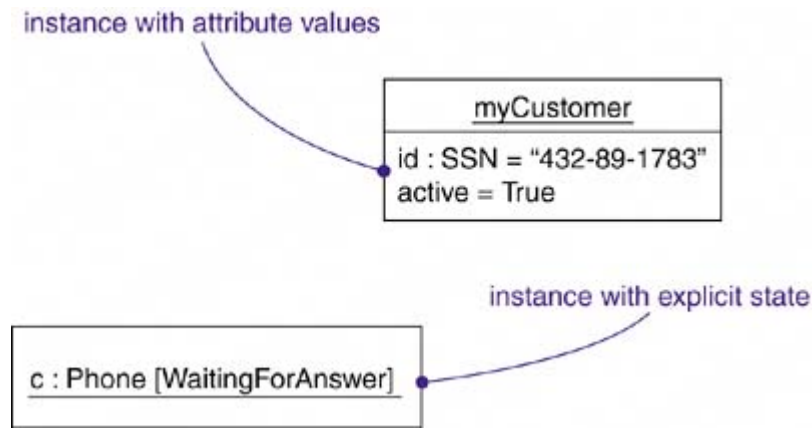 instance with attribute values
myCustomer
id : SSN = “432-89-1783”
active = True
instance with explicit state
c : Phone [WaitingForAnswer]